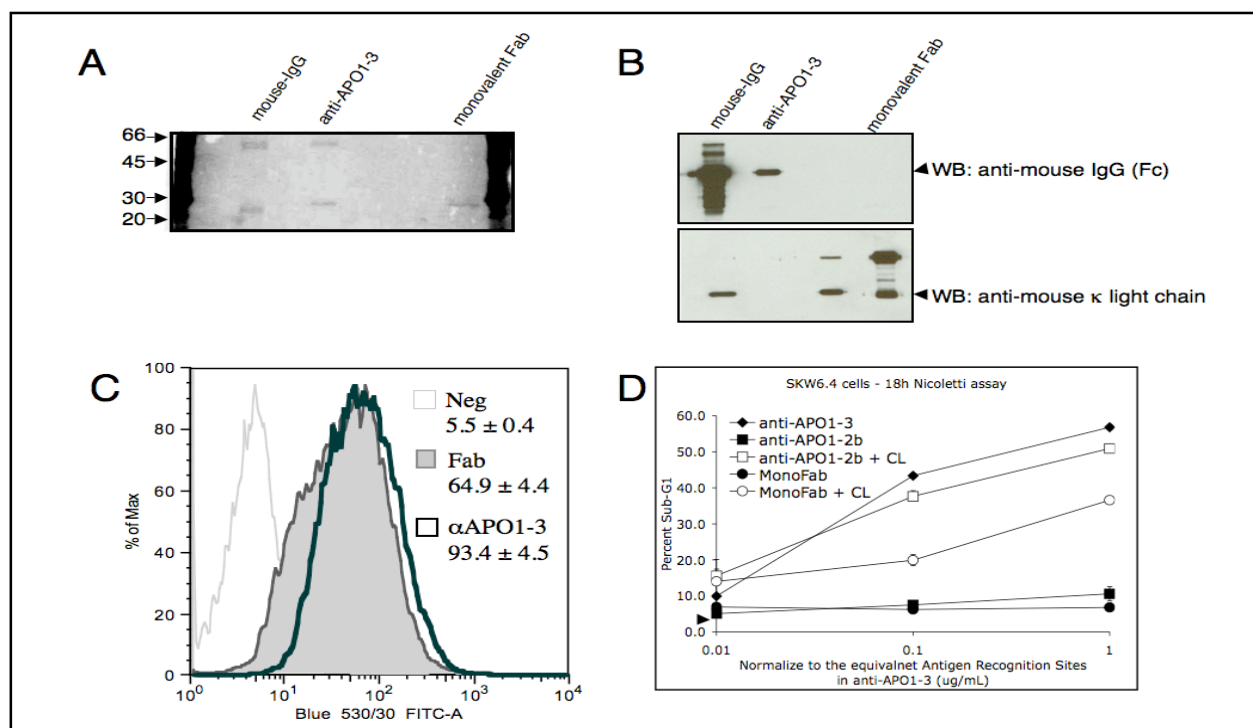 A
mouse-IgG
anti-APO1-3
monovalent Fab
66
45
30
20
B
mouse-IgG
anti-APO1-3
monovalent Fab
WB: anti-mouse IgG (Fc)
WB: anti-mouse κ light chain
C
100
80
60
40
20
0
% of Max
Neg
5.5 ± 0.4
Fab
64.9 ± 4.4
αAPO1-3
93.4 ± 4.5
10^0
10^1
10^2
10^3
10^4
Blue 530/30 FITC-A
D
SKW6.4 cells - 18h Nicoletti assay
60.0
50.0
40.0
30.0
20.0
10.0
0.0
Percent Sub-G1
anti-APO1-3
anti-APO1-2b
anti-APO1-2b + CL
MonoFab
MonoFab + CL
0.01
0.1
1
Normalize to the equivalnet Antigen Recognition Sites
in anti-APO1-3 (ug/mL)